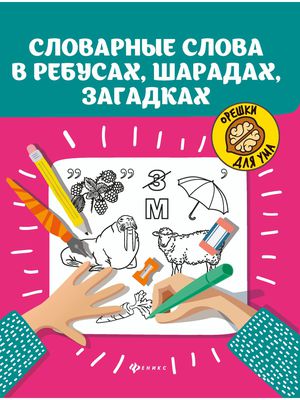 СЛОВАРНЫЕ СЛОВА
В РЕБУСАХ, ШАРАДАХ,
ЗАГАДКАХ
ОРЕШКИ
ДЛЯ УМА
,, З ,,
М
ФЕНИКС